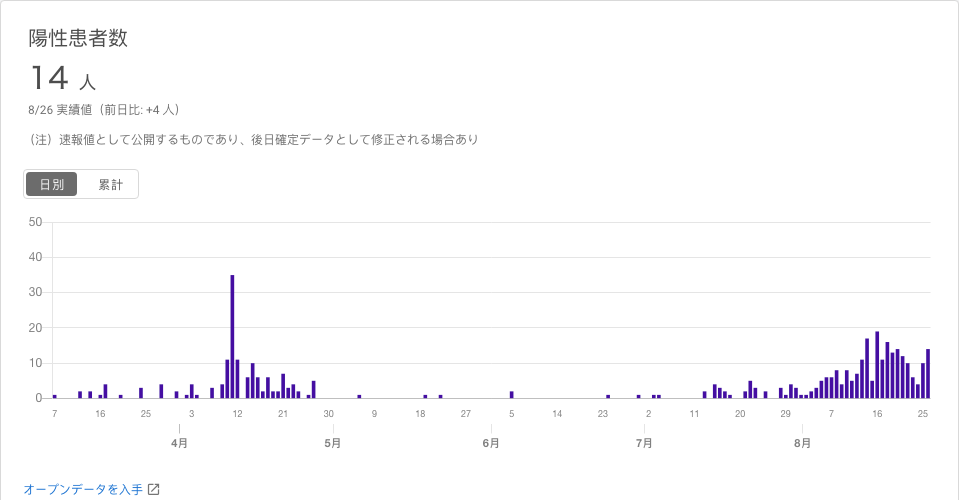 陽性患者数
14 人
8/26 実績値（前日比: +4 人）
（注）速報値として公開するものであり、後日確定データとして修正される場合あり
日別 累計
50
40
30
20
10
0
7 16 25 3 12 21 30 9 18 27 5 14 23 2 11 20 29 7 16 25
4月 5月 6月 7月 8月
オープンデータを入手